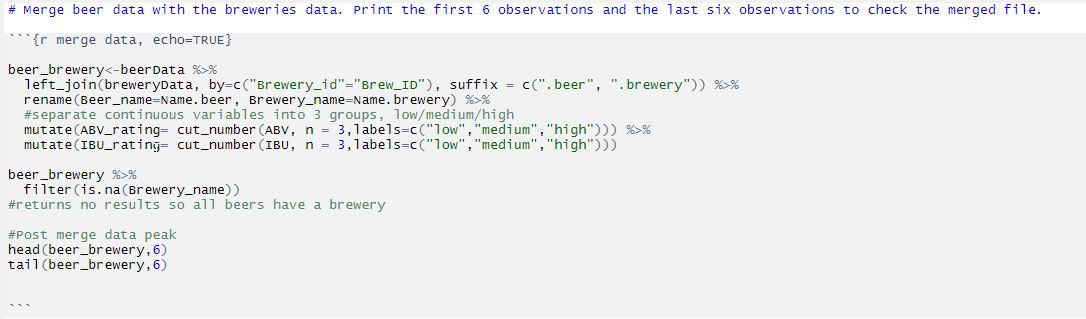 # Merge beer data with the breweries data. Print the first 6 observations and the last six observations to check the merged file.
```{r merge data, echo=TRUE}
beer_brewery<-beerData %>%
left_join(breweryData, by=c("Brewery_id"="Brew_ID"), suffix = c(".beer", ".brewery")) %>%
rename(Beer_name=Name.beer, Brewery_name=Name.brewery) %>%
#separate continuous variables into 3 groups, low/medium/high
mutate(ABV_rating= cut_number(ABV, n = 3,labels=c("low","medium","high"))) %>%
mutate(IBU_rating= cut_number(IBU, n = 3,labels=c("low","medium","high")))
beer_brewery %>%
filter(is.na(Brewery_name))
#returns no results so all beers have a brewery
#Post merge data peak
head(beer_brewery,6)
tail(beer_brewery,6)
```